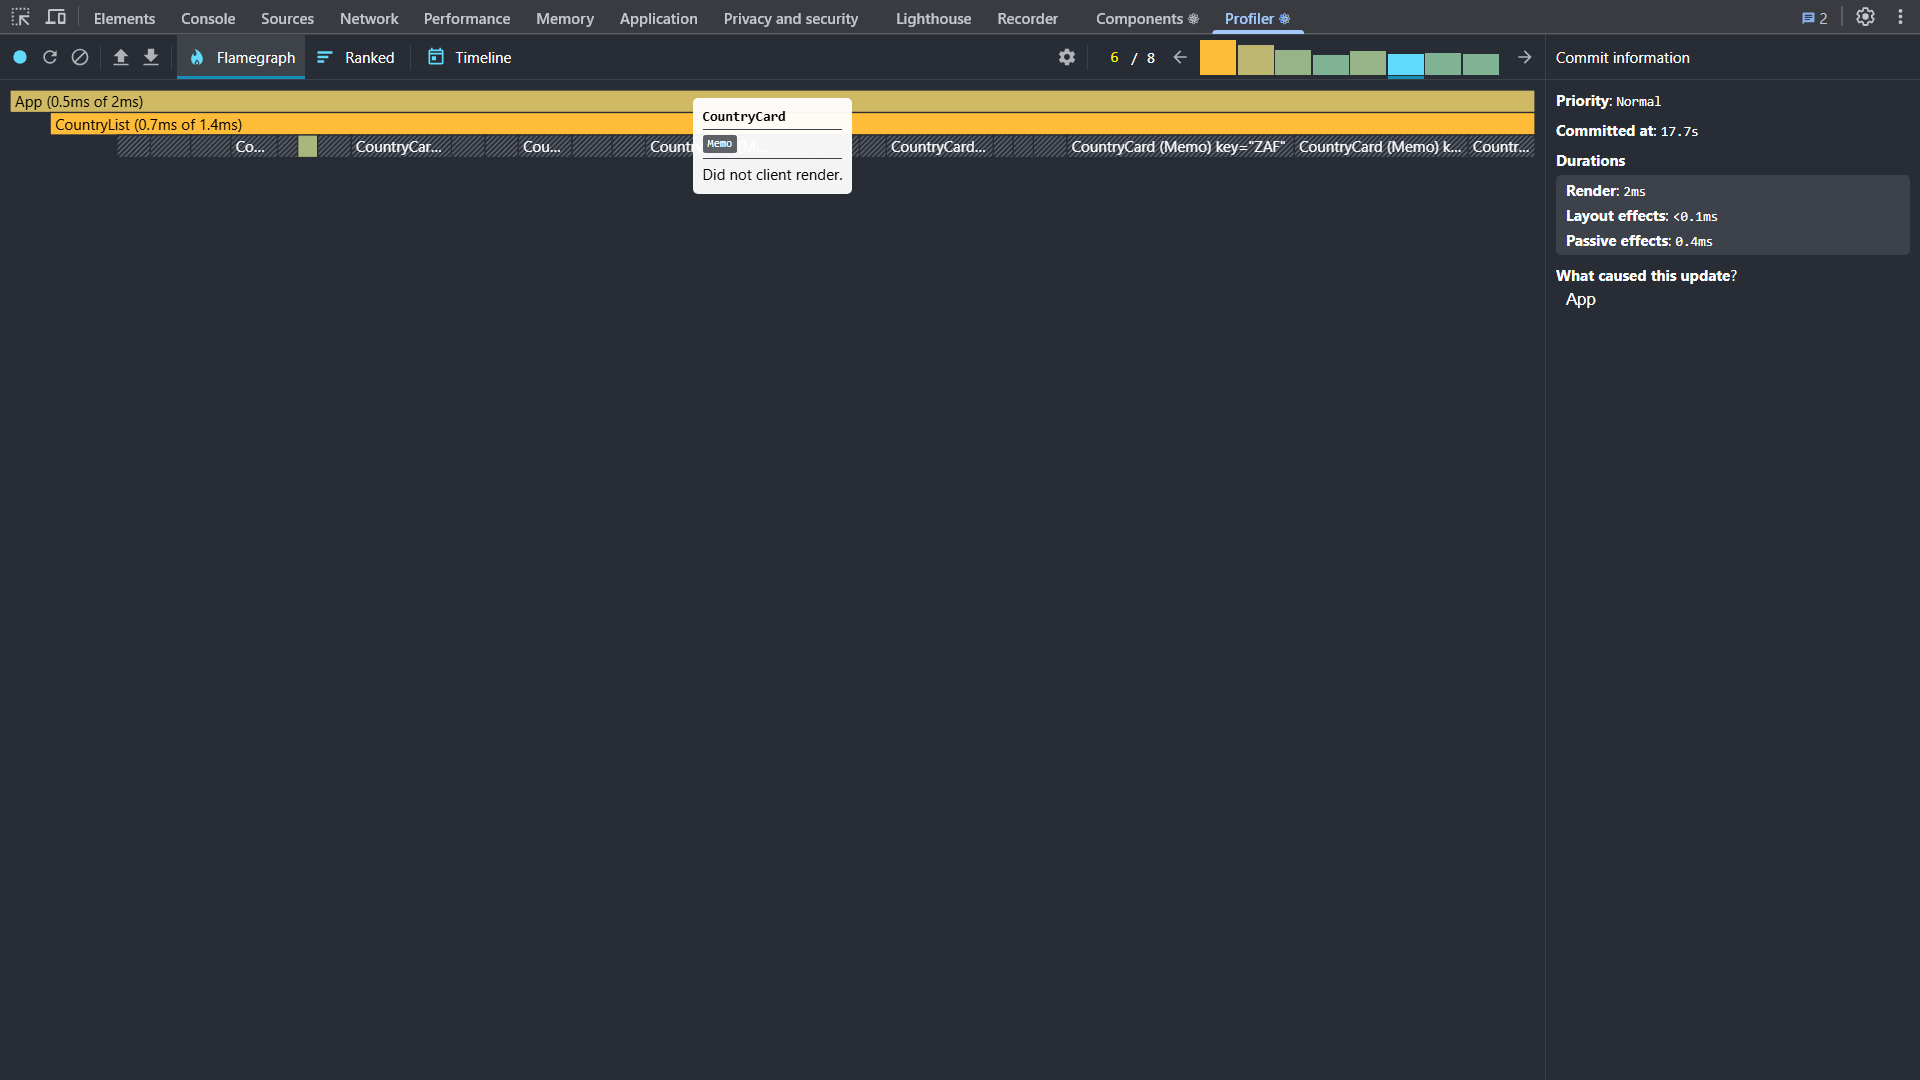 Elements Console Sources Network Performance Memory Application Privacy and security Lighthouse Recorder Components Profiler 2
Flamegraph Ranked Timeline 6 / 8 Commit information
App (0.5ms of 2ms)
CountryList (0.7ms of 1.4ms)
Co... CountryCar... Cou... Count M... CountryCard... CountryCard (Memo) key="ZAF" CountryCard (Memo) k... Countr...
CountryCard
Memo
Did not client render.
Priority: Normal
Committed at: 17.7s
Durations
Render: 2ms
Layout effects: <0.1ms
Passive effects: 0.4ms
What caused this update?
App